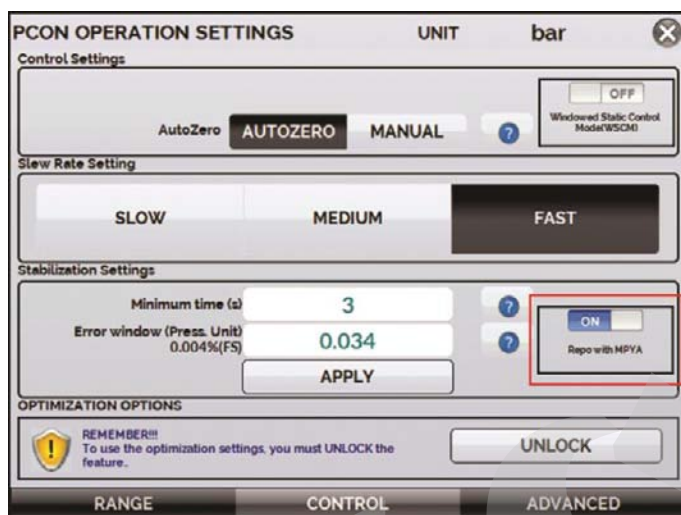 PCON OPERATION SETTINGS UNIT bar
Control Settings
OFF
Windowed Static Control
Mode(WSCM)
AutoZero AUTOZERO MANUAL ?
Slew Rate Setting
SLOW MEDIUM FAST
Stabilization Settings
Minimum time (s) 3 ?
Error window (Press. Unit) 0.034 ?
0.004%(FS)
ON
Repo with MPYA
APPLY
OPTIMIZATION OPTIONS
REMEMBER!!!
To use the optimization settings, you must UNLOCK the
feature..
UNLOCK
RANGE CONTROL ADVANCED